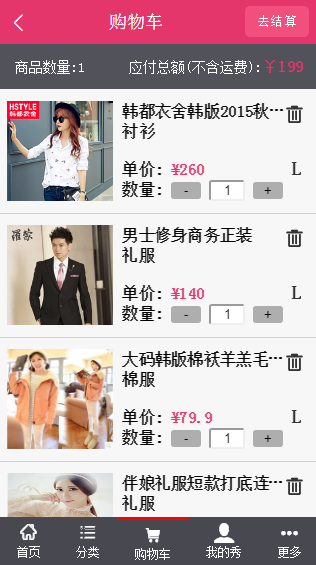 购物车
去结算
商品数量:1
应付总额(不含运费):￥199
HSTYLE
韩都衣舍
韩都衣舍韩版2015秋…
衬衫
单价: ¥260 L
数量: - 1 +
罗蒙
男士修身商务正装
礼服
单价: ¥140 L
数量: - 1 +
大码韩版棉袄羊羔毛…
棉服
单价: ¥79.9 L
数量: - 1 +
伴娘礼服短款打底连…
礼服
首页 分类 购物车 我的秀 更多